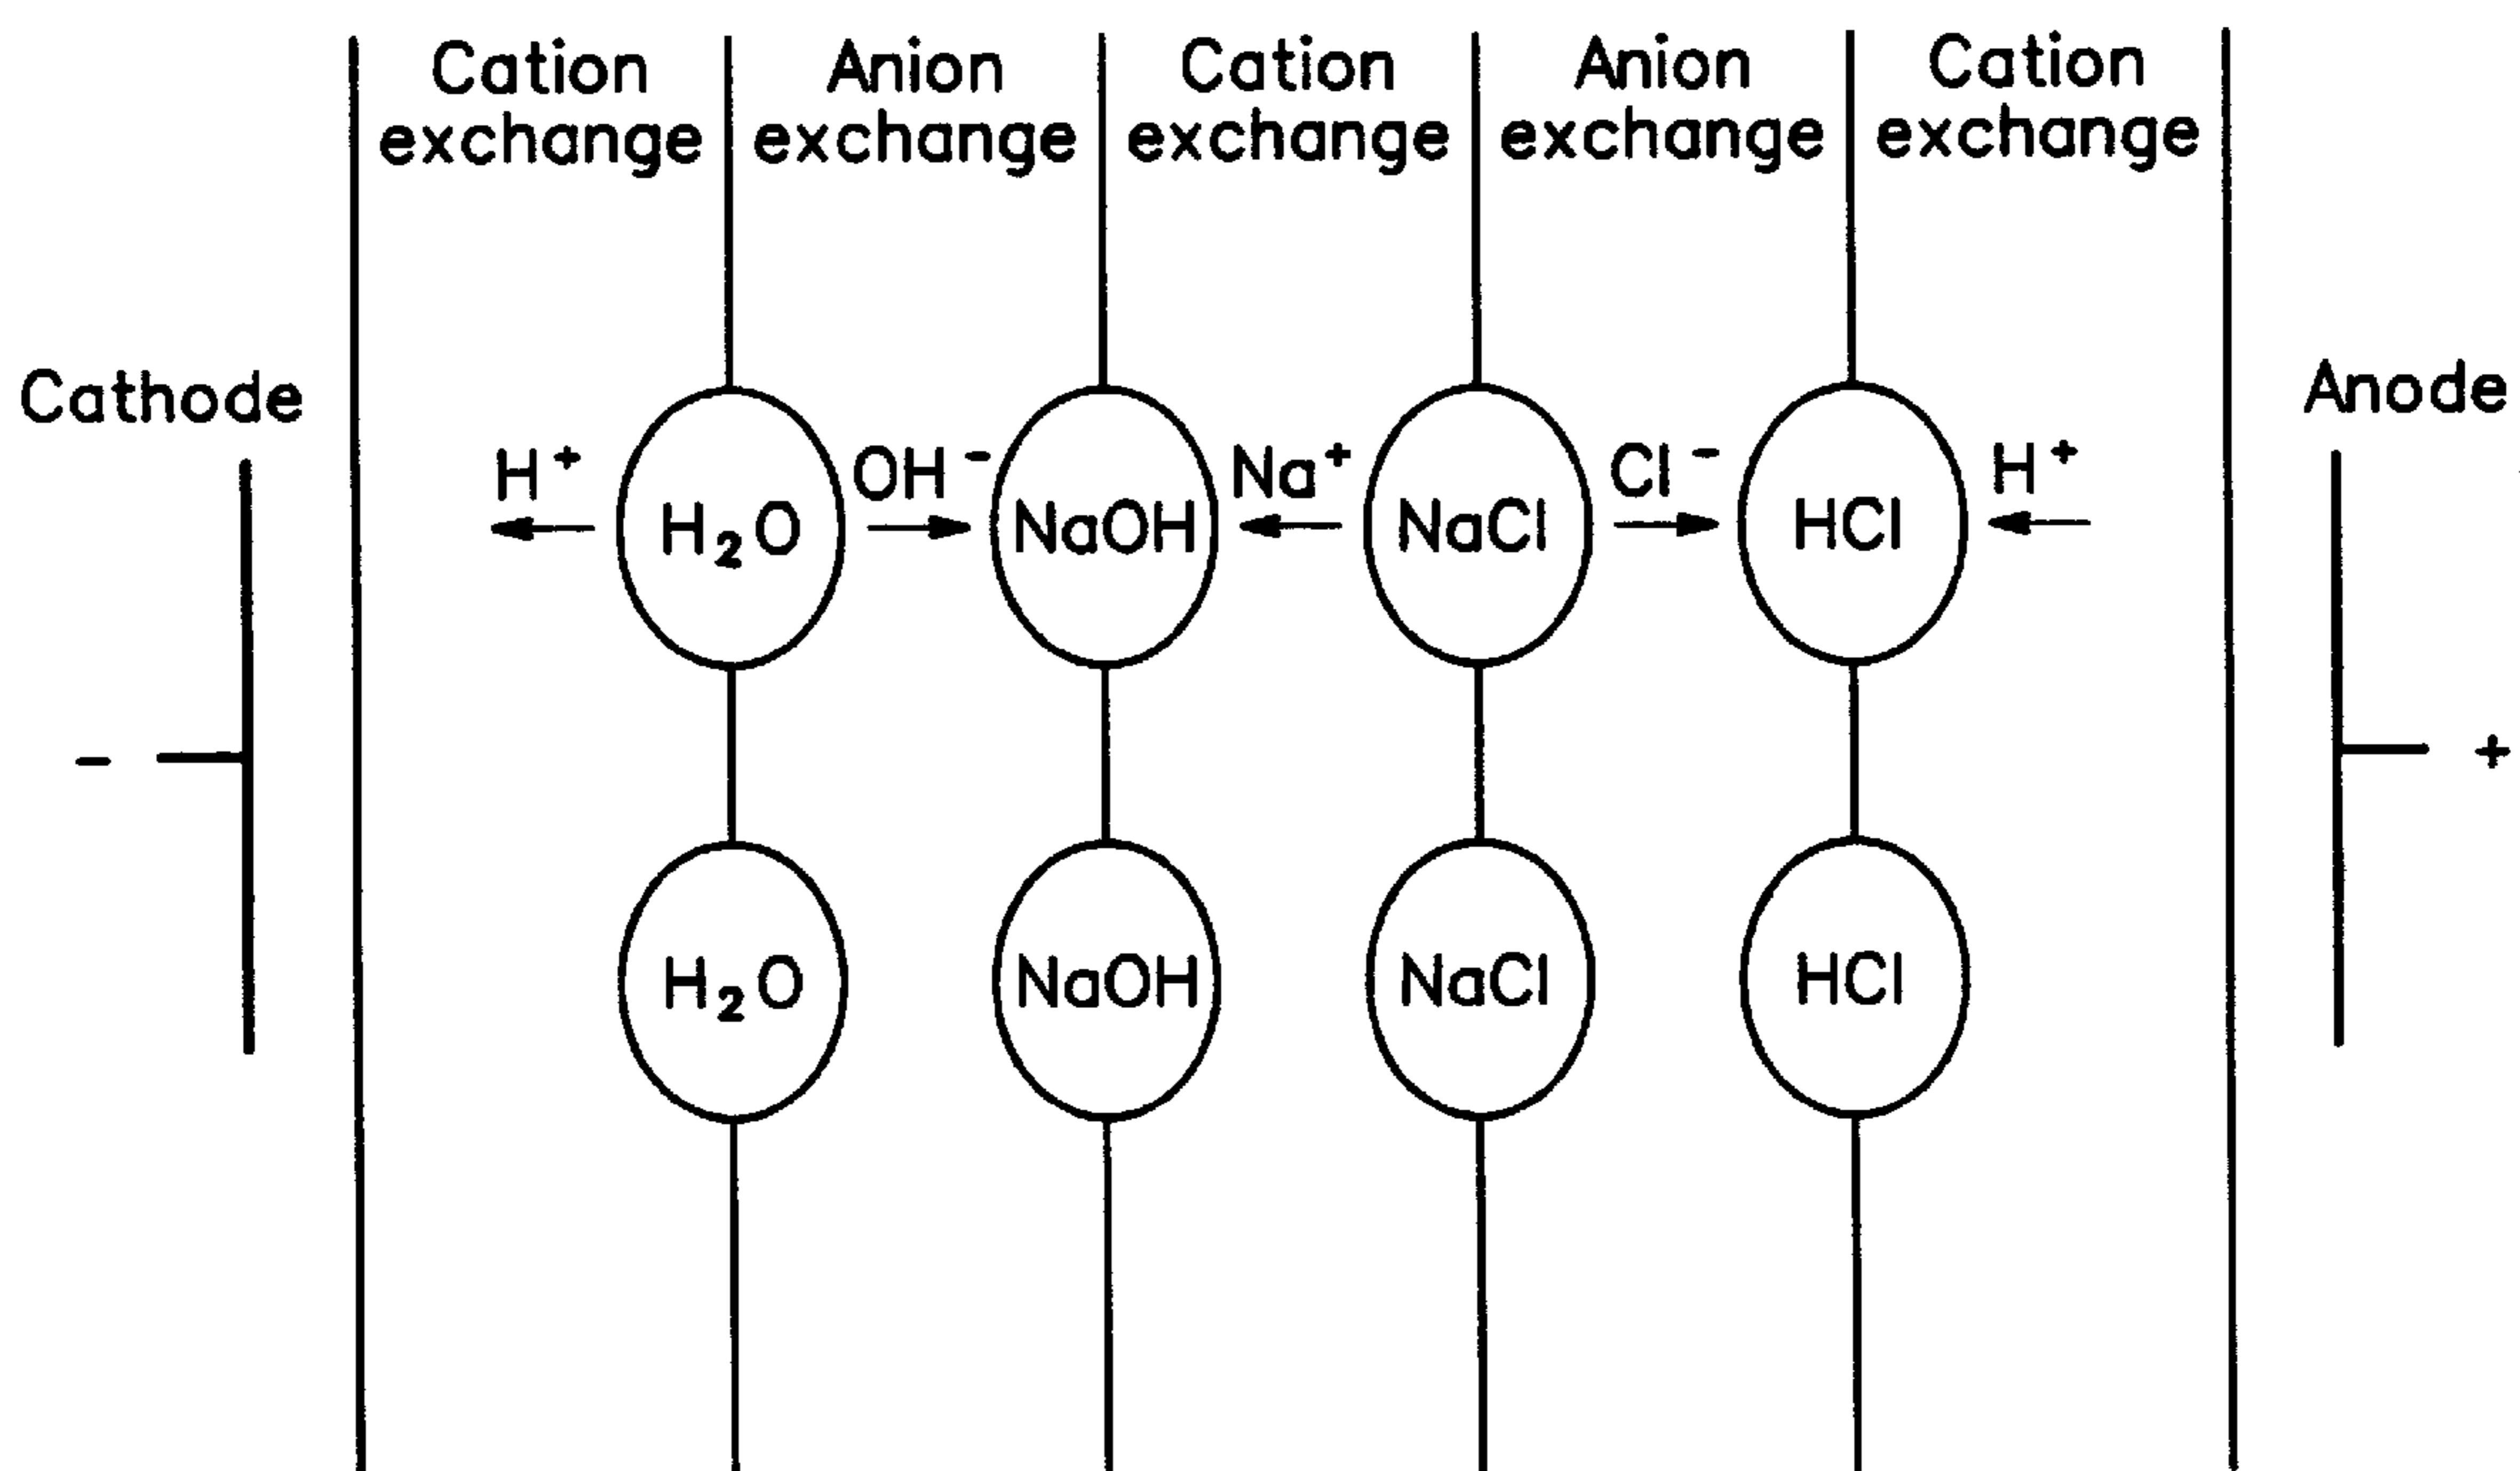 Cation exchange
Anion exchange
Cation exchange
Anion exchange
Cation exchange
Cathode
Anode
H⁺
OH⁻
Na⁺
Cl⁻
H⁺
H₂O
NaOH
NaCl
HCl
-
+
H₂O
NaOH
NaCl
HCl